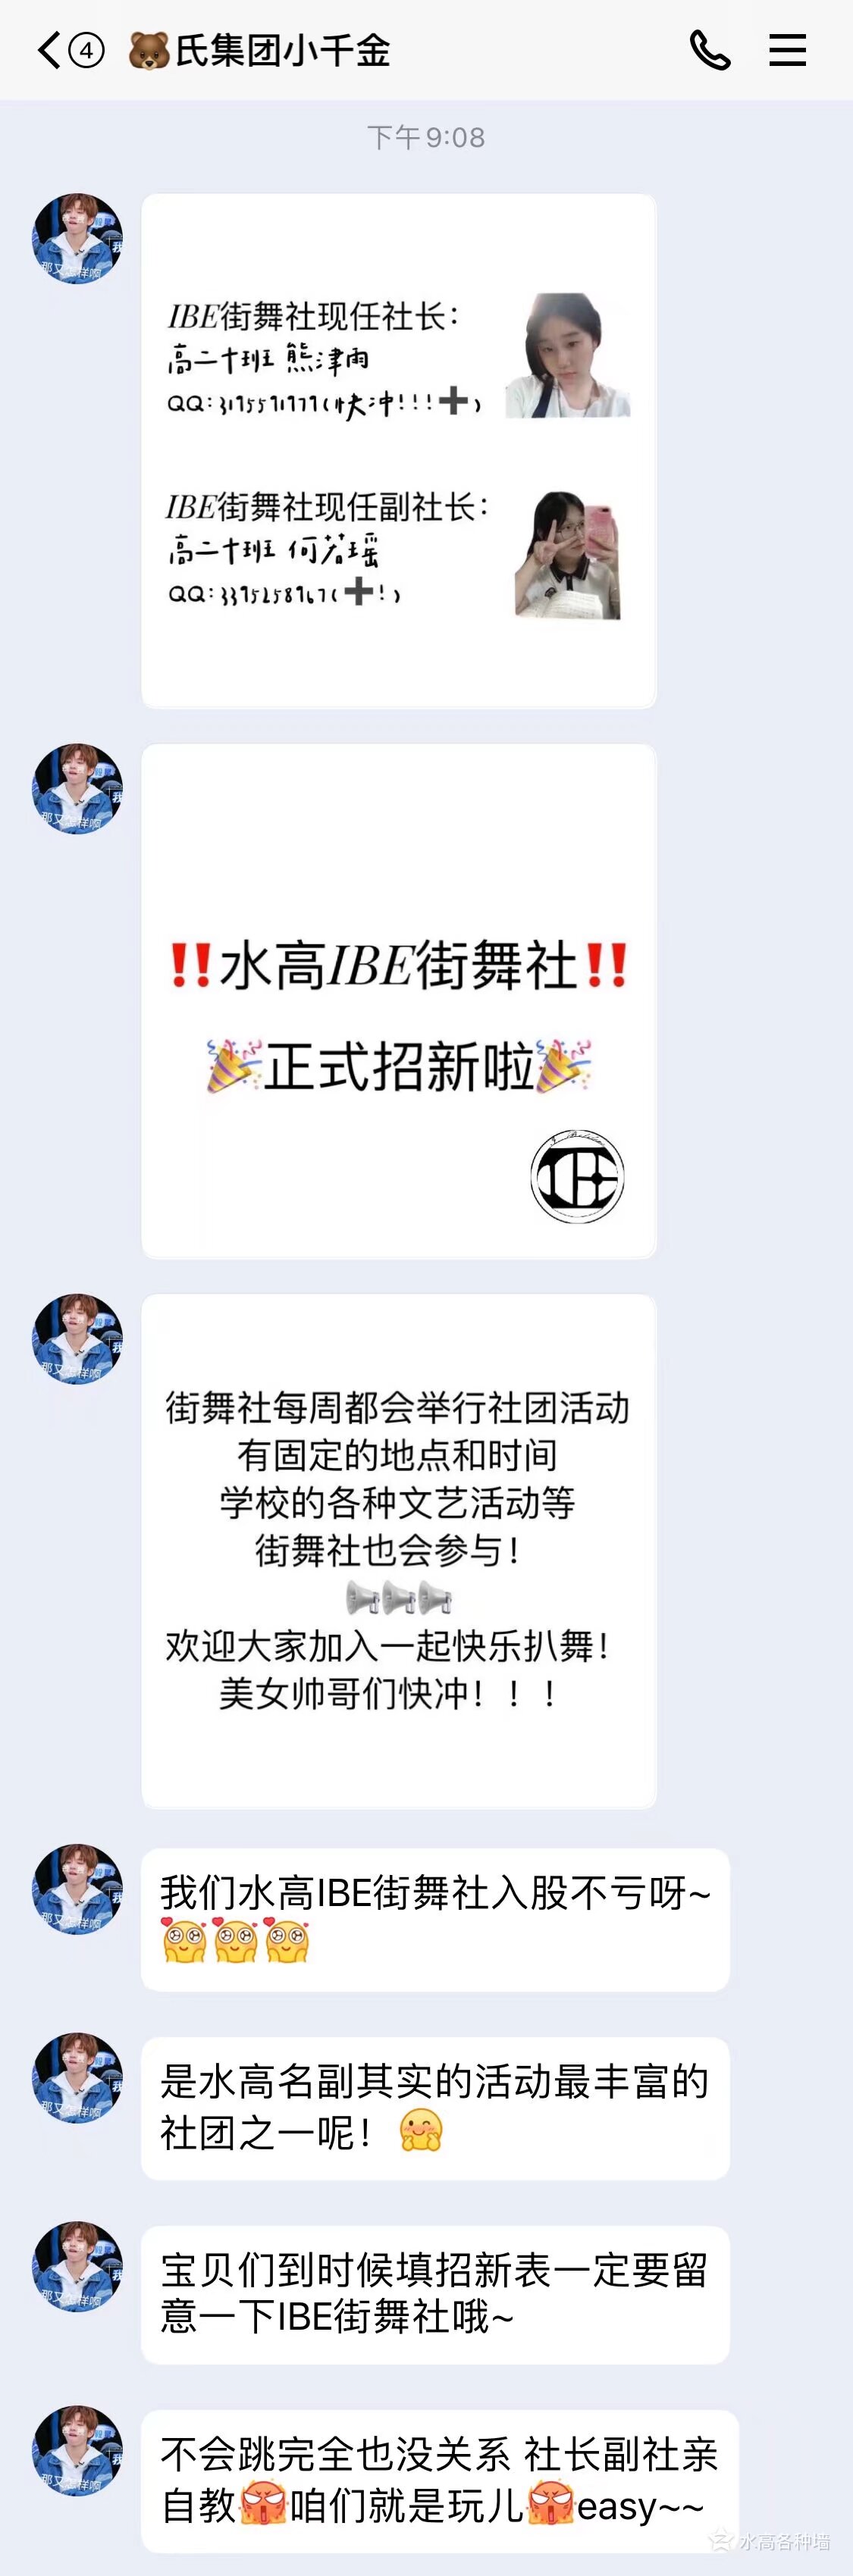 4 🐻氏集团小千金
下午 9:08
IBE街舞社现任社长：
高二十班 熊津雨
QQ:3195591777(快冲!!!➕)
IBE街舞社现任副社长：
高二十班 何若瑶
QQ:3395258967(➕!)
‼️水高IBE街舞社‼️
🎉正式招新啦🎉
街舞社每周都会举行社团活动
有固定的地点和时间
学校的各种文艺活动等
街舞社也会参与！
欢迎大家加入一起快乐扒舞！
美女帅哥们快冲！！！
我们水高IBE街舞社入股不亏呀~
是水高名副其实的活动最丰富的
社团之一呢！
宝贝们到时候填招新表一定要留
意一下IBE街舞社哦~
不会跳完全也没关系 社长副社亲
自教咱们就是玩儿easy~~
水高各种墙